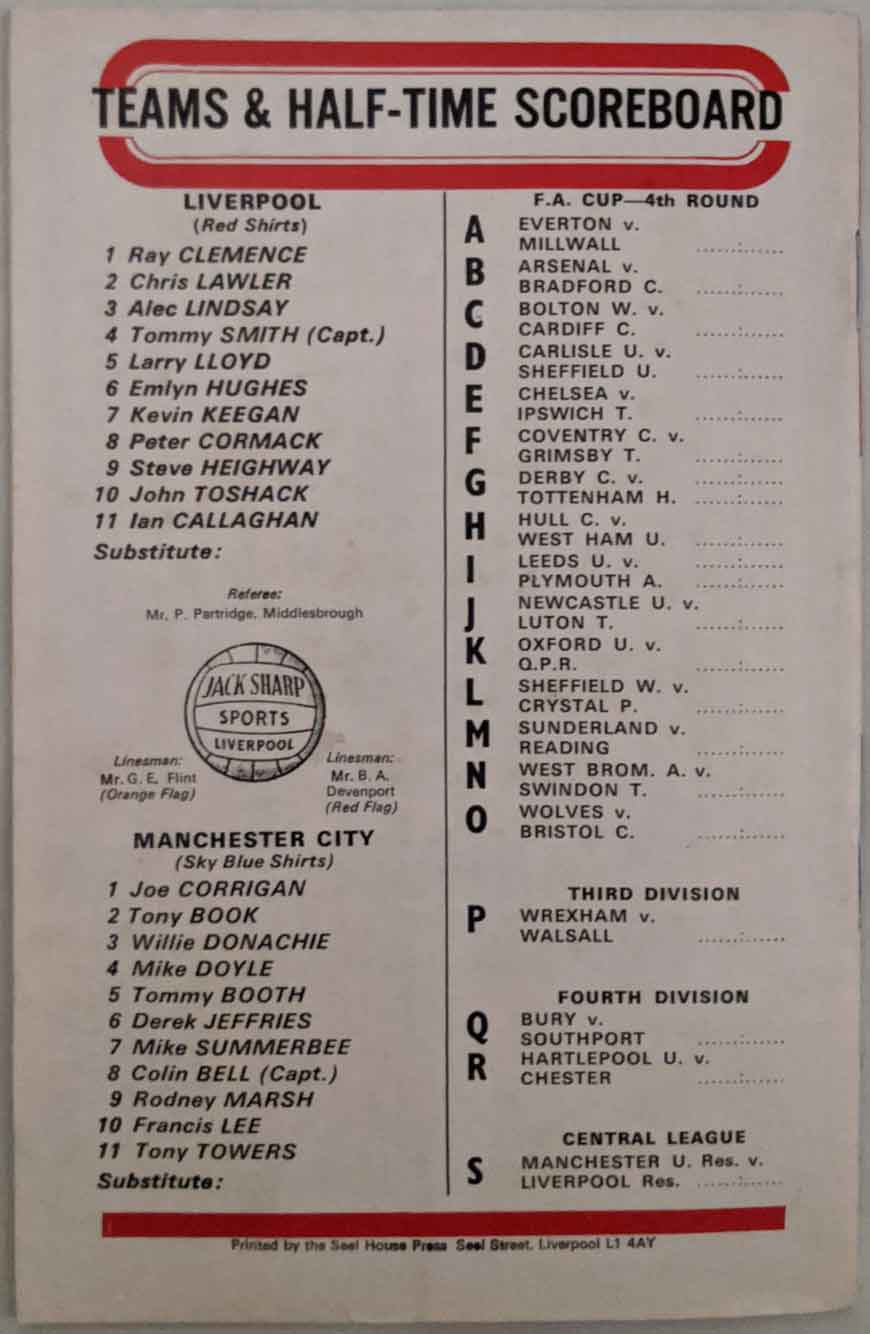 TEAMS & HALF-TIME SCOREBOARD
LIVERPOOL
(Red Shirts)
1 Ray CLEMENCE
2 Chris LAWLER
3 Alec LINDSAY
4 Tommy SMITH (Capt.)
5 Larry LLOYD
6 Emlyn HUGHES
7 Kevin KEEGAN
8 Peter CORMACK
9 Steve HEIGHWAY
10 John TOSHACK
11 Ian CALLAGHAN
Substitute:
Referee:
Mr. P. Partridge, Middlesbrough
JACK SHARP
SPORTS
LIVERPOOL
Linesman:
Mr. G. E. Flint
(Orange Flag)
Linesman:
Mr. B. A.
Devenport
(Red Flag)
MANCHESTER CITY
(Sky Blue Shirts)
1 Joe CORRIGAN
2 Tony BOOK
3 Willie DONACHIE
4 Mike DOYLE
5 Tommy BOOTH
6 Derek JEFFRIES
7 Mike SUMMERBEE
8 Colin BELL (Capt.)
9 Rodney MARSH
10 Francis LEE
11 Tony TOWERS
Substitute:
F.A. CUP—4th ROUND
A EVERTON v.
MILLWALL ......:......
B ARSENAL v.
BRADFORD C. ......:......
C BOLTON W. v.
CARDIFF C. ......:......
D CARLISLE U. v.
SHEFFIELD U. ......:......
E CHELSEA v.
IPSWICH T. ......:......
F COVENTRY C. v.
GRIMSBY T. ......:......
G DERBY C. v.
TOTTENHAM H. ......:......
H HULL C. v.
WEST HAM U. ......:......
I LEEDS U. v.
PLYMOUTH A. ......:......
J NEWCASTLE U. v.
LUTON T. ......:......
K OXFORD U. v.
Q.P.R. ......:......
L SHEFFIELD W. v.
CRYSTAL P. ......:......
M SUNDERLAND v.
READING ......:......
N WEST BROM. A. v.
SWINDON T. ......:......
O WOLVES v.
BRISTOL C. ......:......
THIRD DIVISION
P WREXHAM v.
WALSALL ......:......
FOURTH DIVISION
Q BURY v.
SOUTHPORT ......:......
R HARTLEPOOL U. v.
CHESTER ......:......
CENTRAL LEAGUE
S MANCHESTER U. Res. v.
LIVERPOOL Res. ......:......
Printed by the Seel House Press Seel Street, Liverpool L1 4AY